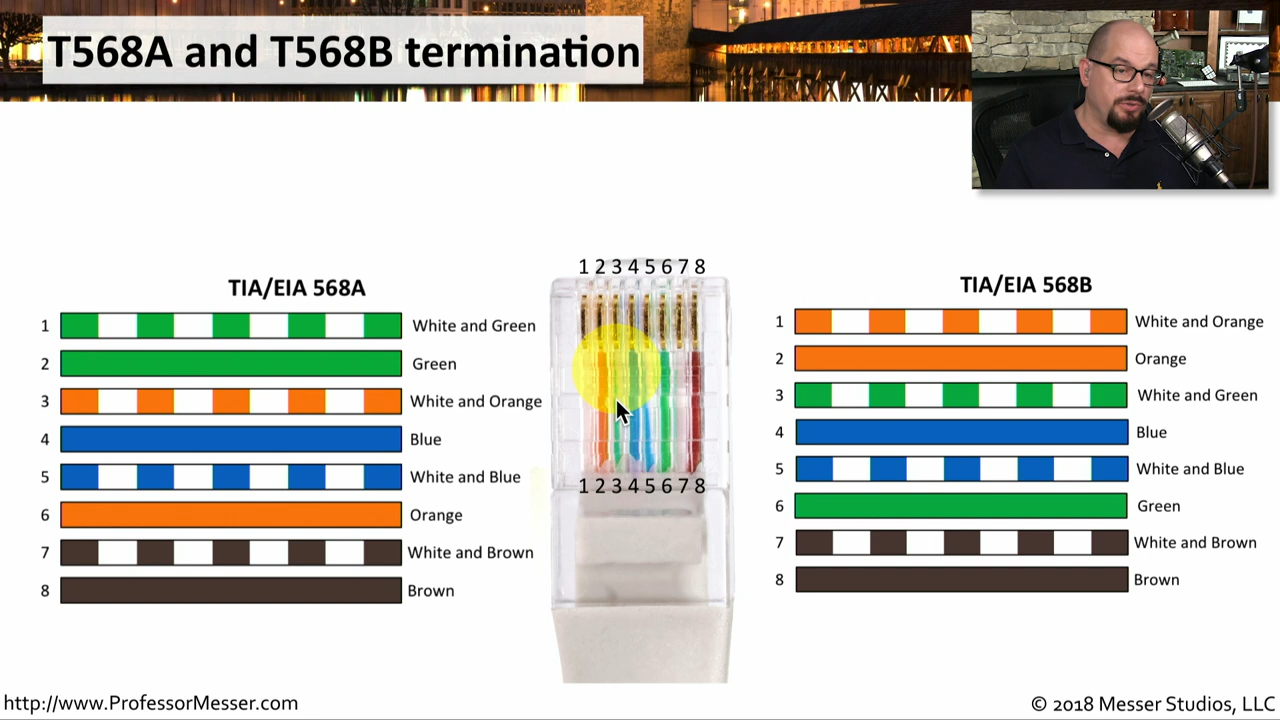 T568A and T568B termination
TIA/EIA 568A
1 White and Green
2 Green
3 White and Orange
4 Blue
5 White and Blue
6 Orange
7 White and Brown
8 Brown
1 2 3 4 5 6 7 8
1 2 3 4 5 6 7 8
TIA/EIA 568B
1 White and Orange
2 Orange
3 White and Green
4 Blue
5 White and Blue
6 Green
7 White and Brown
8 Brown
http://www.ProfessorMesser.com
© 2018 Messer Studios, LLC